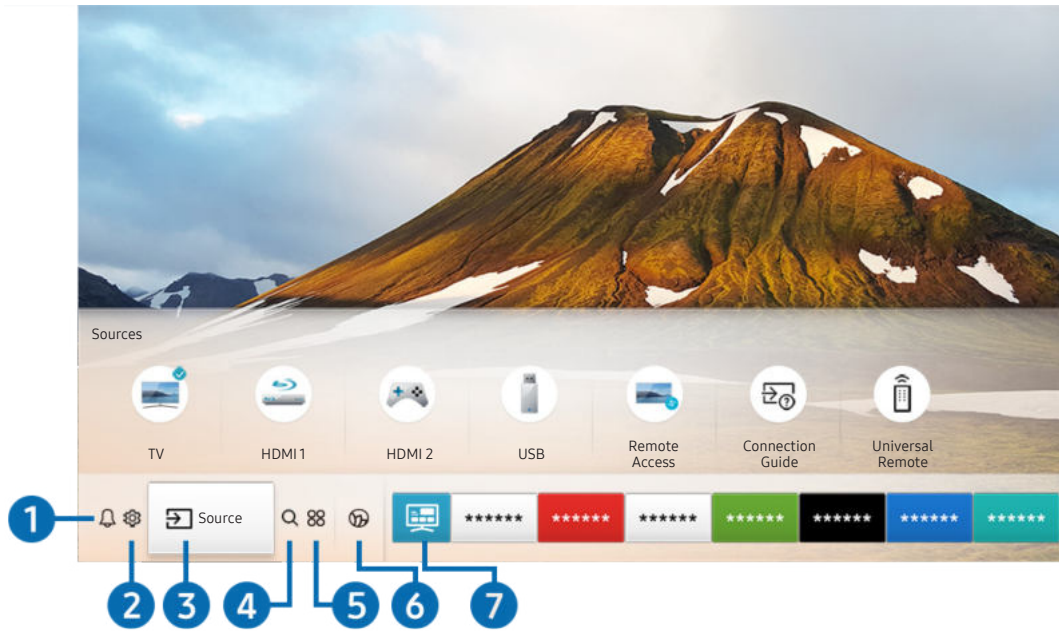 Sources
TV
HDMI 1
HDMI 2
USB
Remote
Access
Connection
Guide
Universal
Remote
1
Source
******
******
******
******
******
******
******
2
3
4
5
6
7